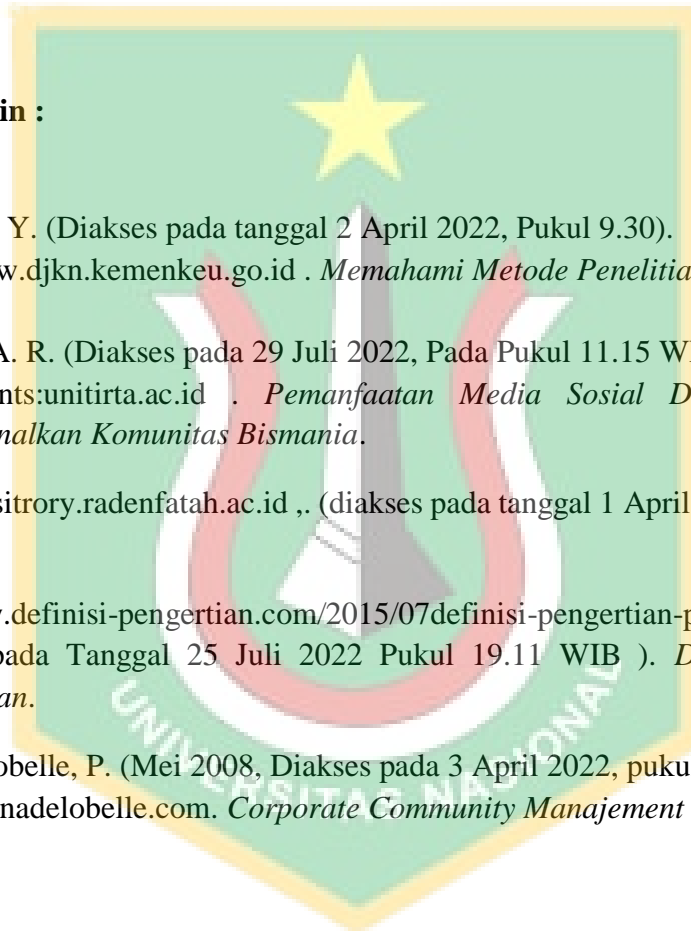 in :
Y. (Diakses pada tanggal 2 April 2022, Pukul 9.30).
w.djkn.kemenkeu.go.id . Memahami Metode Penelitia
A. R. (Diakses pada 29 Juli 2022, Pada Pukul 11.15 WI
nts:unitirta.ac.id . Pemanfaatan Media Sosial D
nalkan Komunitas Bismania.
sitrory.radenfatah.ac.id ,. (diakses pada tanggal 1 April
v.definisi-pengertian.com/2015/07definisi-pengertian-p
pada Tanggal 25 Juli 2022 Pukul 19.11 WIB ). D
an.
obelle, P. (Mei 2008, Diakses pada 3 April 2022, puku
nadelobelle.com. Corporate Community Manajement
UNIVERSITAS NASIONAL